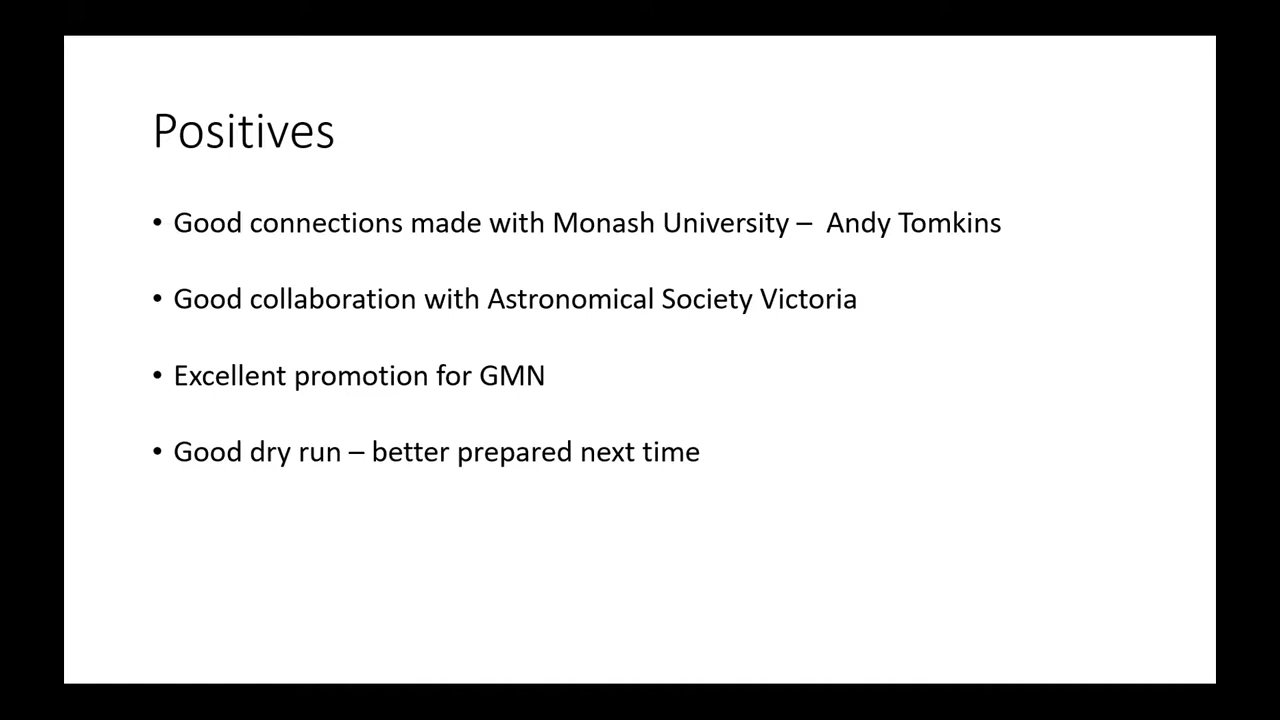 Positives
• Good connections made with Monash University –  Andy Tomkins
• Good collaboration with Astronomical Society Victoria
• Excellent promotion for GMN
• Good dry run – better prepared next time